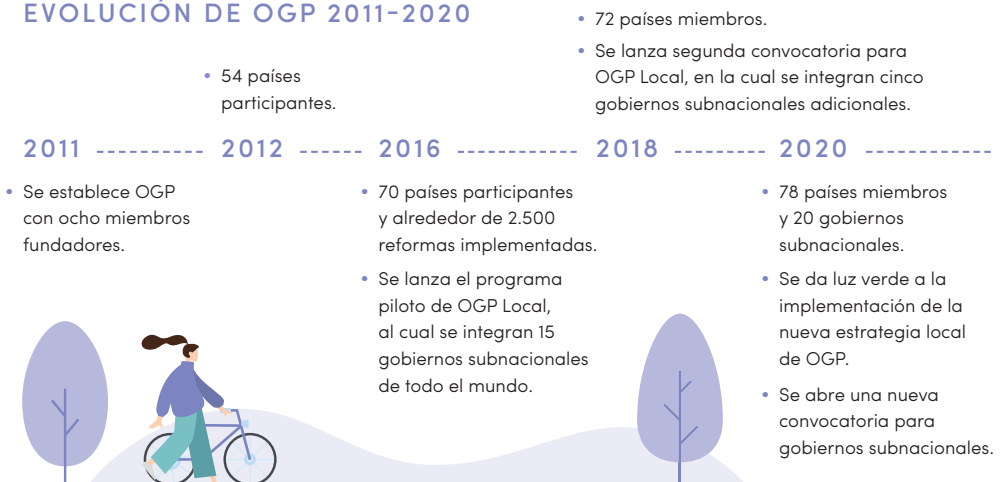 EVOLUCIÓN DE OGP 2011-2020
• 54 países
participantes.
• 72 países miembros.
• Se lanza segunda convocatoria para
OGP Local, en la cual se integran cinco
gobiernos subnacionales adicionales.
2011 ---------- 2012 ------ 2016 ----------- 2018 --------- 2020 ------------
• Se establece OGP
con ocho miembros
fundadores.
• 70 países participantes
y alrededor de 2.500
reformas implementadas.
• Se lanza el programa
piloto de OGP Local,
al cual se integran 15
gobiernos subnacionales
de todo el mundo.
• 78 países miembros
y 20 gobiernos
subnacionales.
• Se da luz verde a la
implementación de la
nueva estrategia local
de OGP.
• Se abre una nueva
convocatoria para
gobiernos subnacionales.